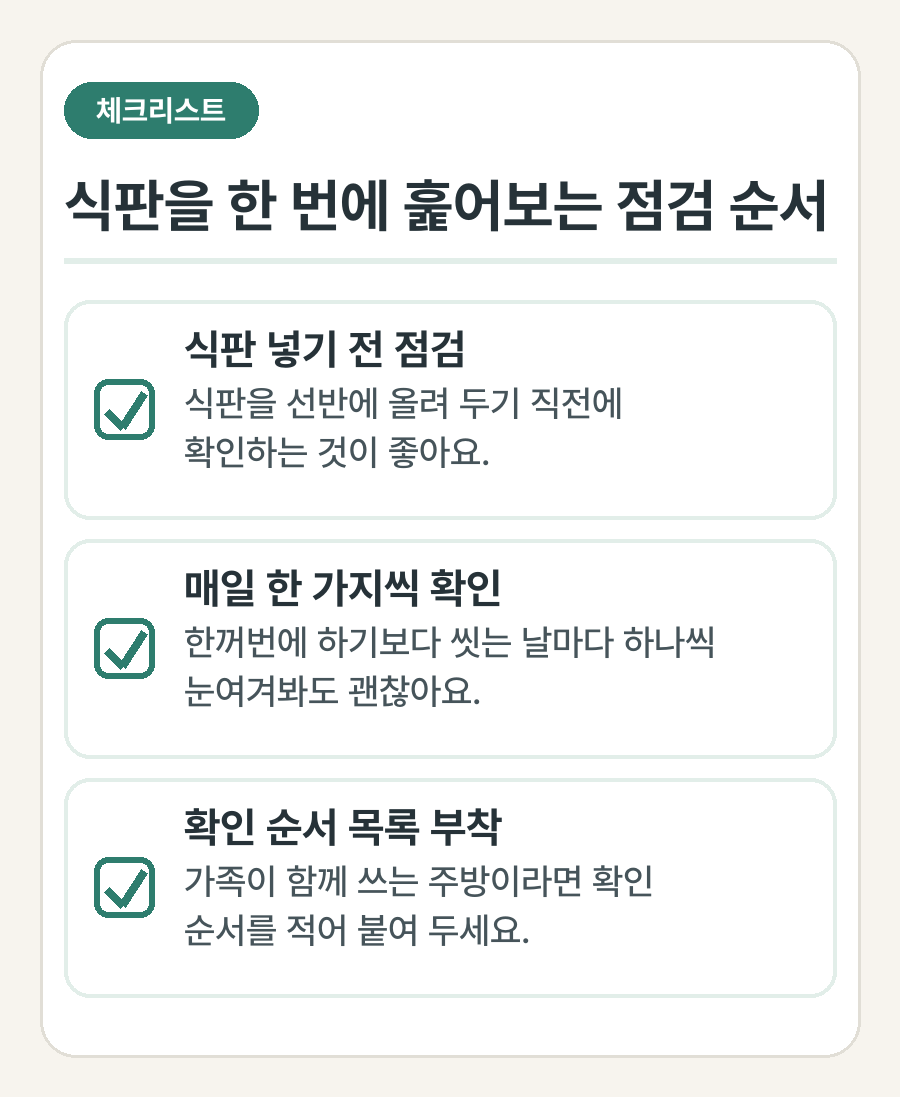 체크리스트
식판을 한 번에 훑어보는 점검 순서
식판 넣기 전 점검
식판을 선반에 올려 두기 직전에
확인하는 것이 좋아요.
매일 한 가지씩 확인
한꺼번에 하기보다 씻는 날마다 하나씩
눈여겨봐도 괜찮아요.
확인 순서 목록 부착
가족이 함께 쓰는 주방이라면 확인
순서를 적어 붙여 두세요.